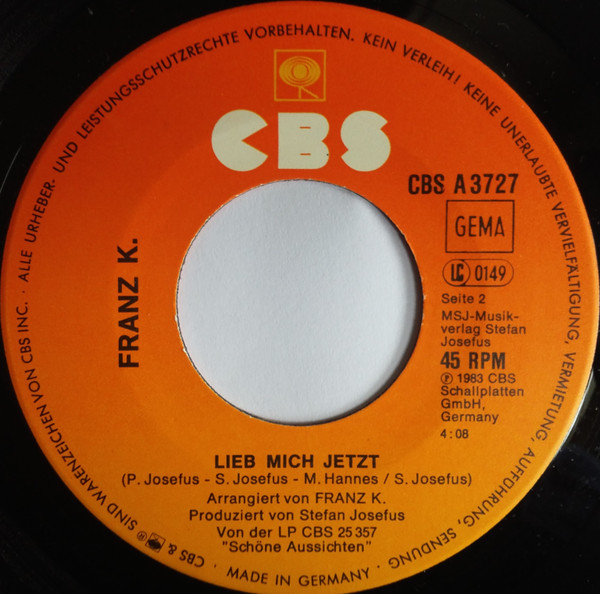 CBS & SIND WARENZEICHEN VON CBS INC. · ALLE URHEBER- UND LEISTUNGSSCHUTZRECHTE VORBEHALTEN. KEIN VERLEIH! KEINE UNERLAUBTE VERVIELFÄLTIGUNG, VERMIETUNG, AUFFÜHRUNG, SENDUNG
CBS
CBS A 3727
GEMA
LC 0149
FRANZ K.
Seite 2
MSJ-Musik-
verlag Stefan
Josefus
45 RPM
Ⓟ 1983 CBS
Schallplatten
GmbH,
Germany
4:08
LIEB MICH JETZT
(P. Josefus - S. Josefus - M. Hannes / S. Josefus)
Arrangiert von FRANZ K.
Produziert von Stefan Josefus
Von der LP CBS 25 357
"Schöne Aussichten"
· MADE IN GERMANY ·